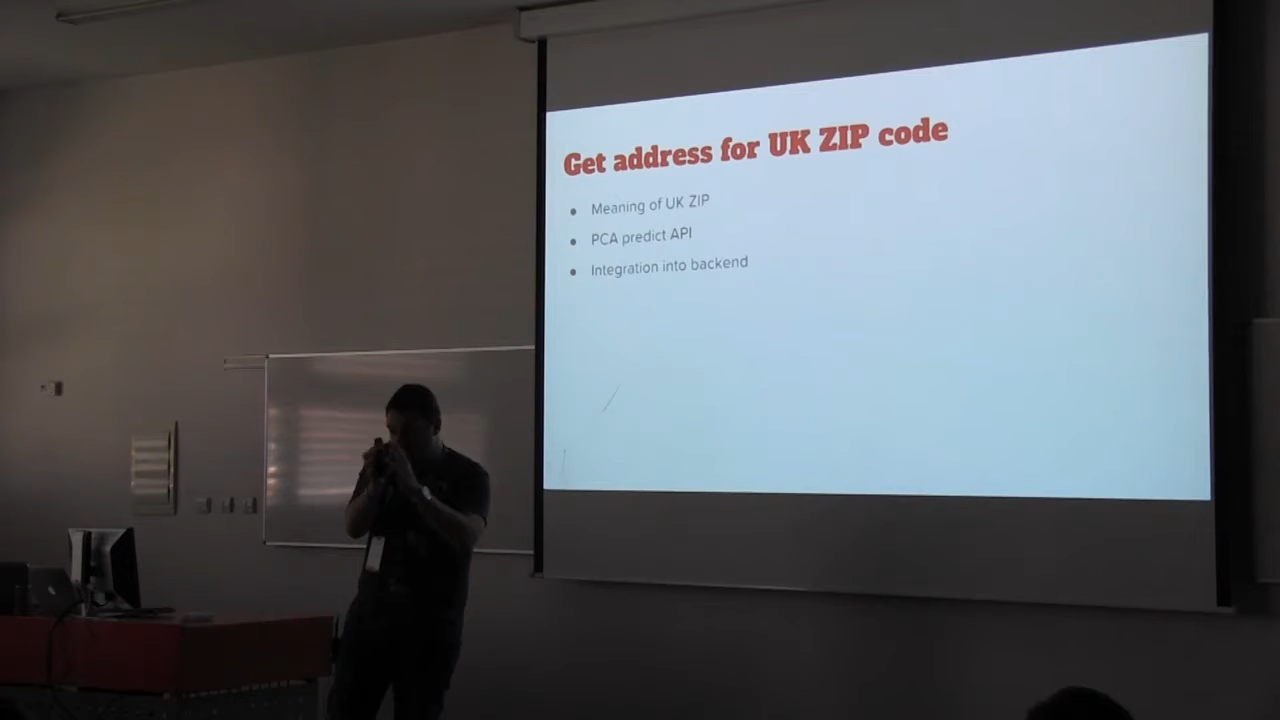 Get address for UK ZIP code
● Meaning of UK ZIP
● PCA predict API
● Integration into backend